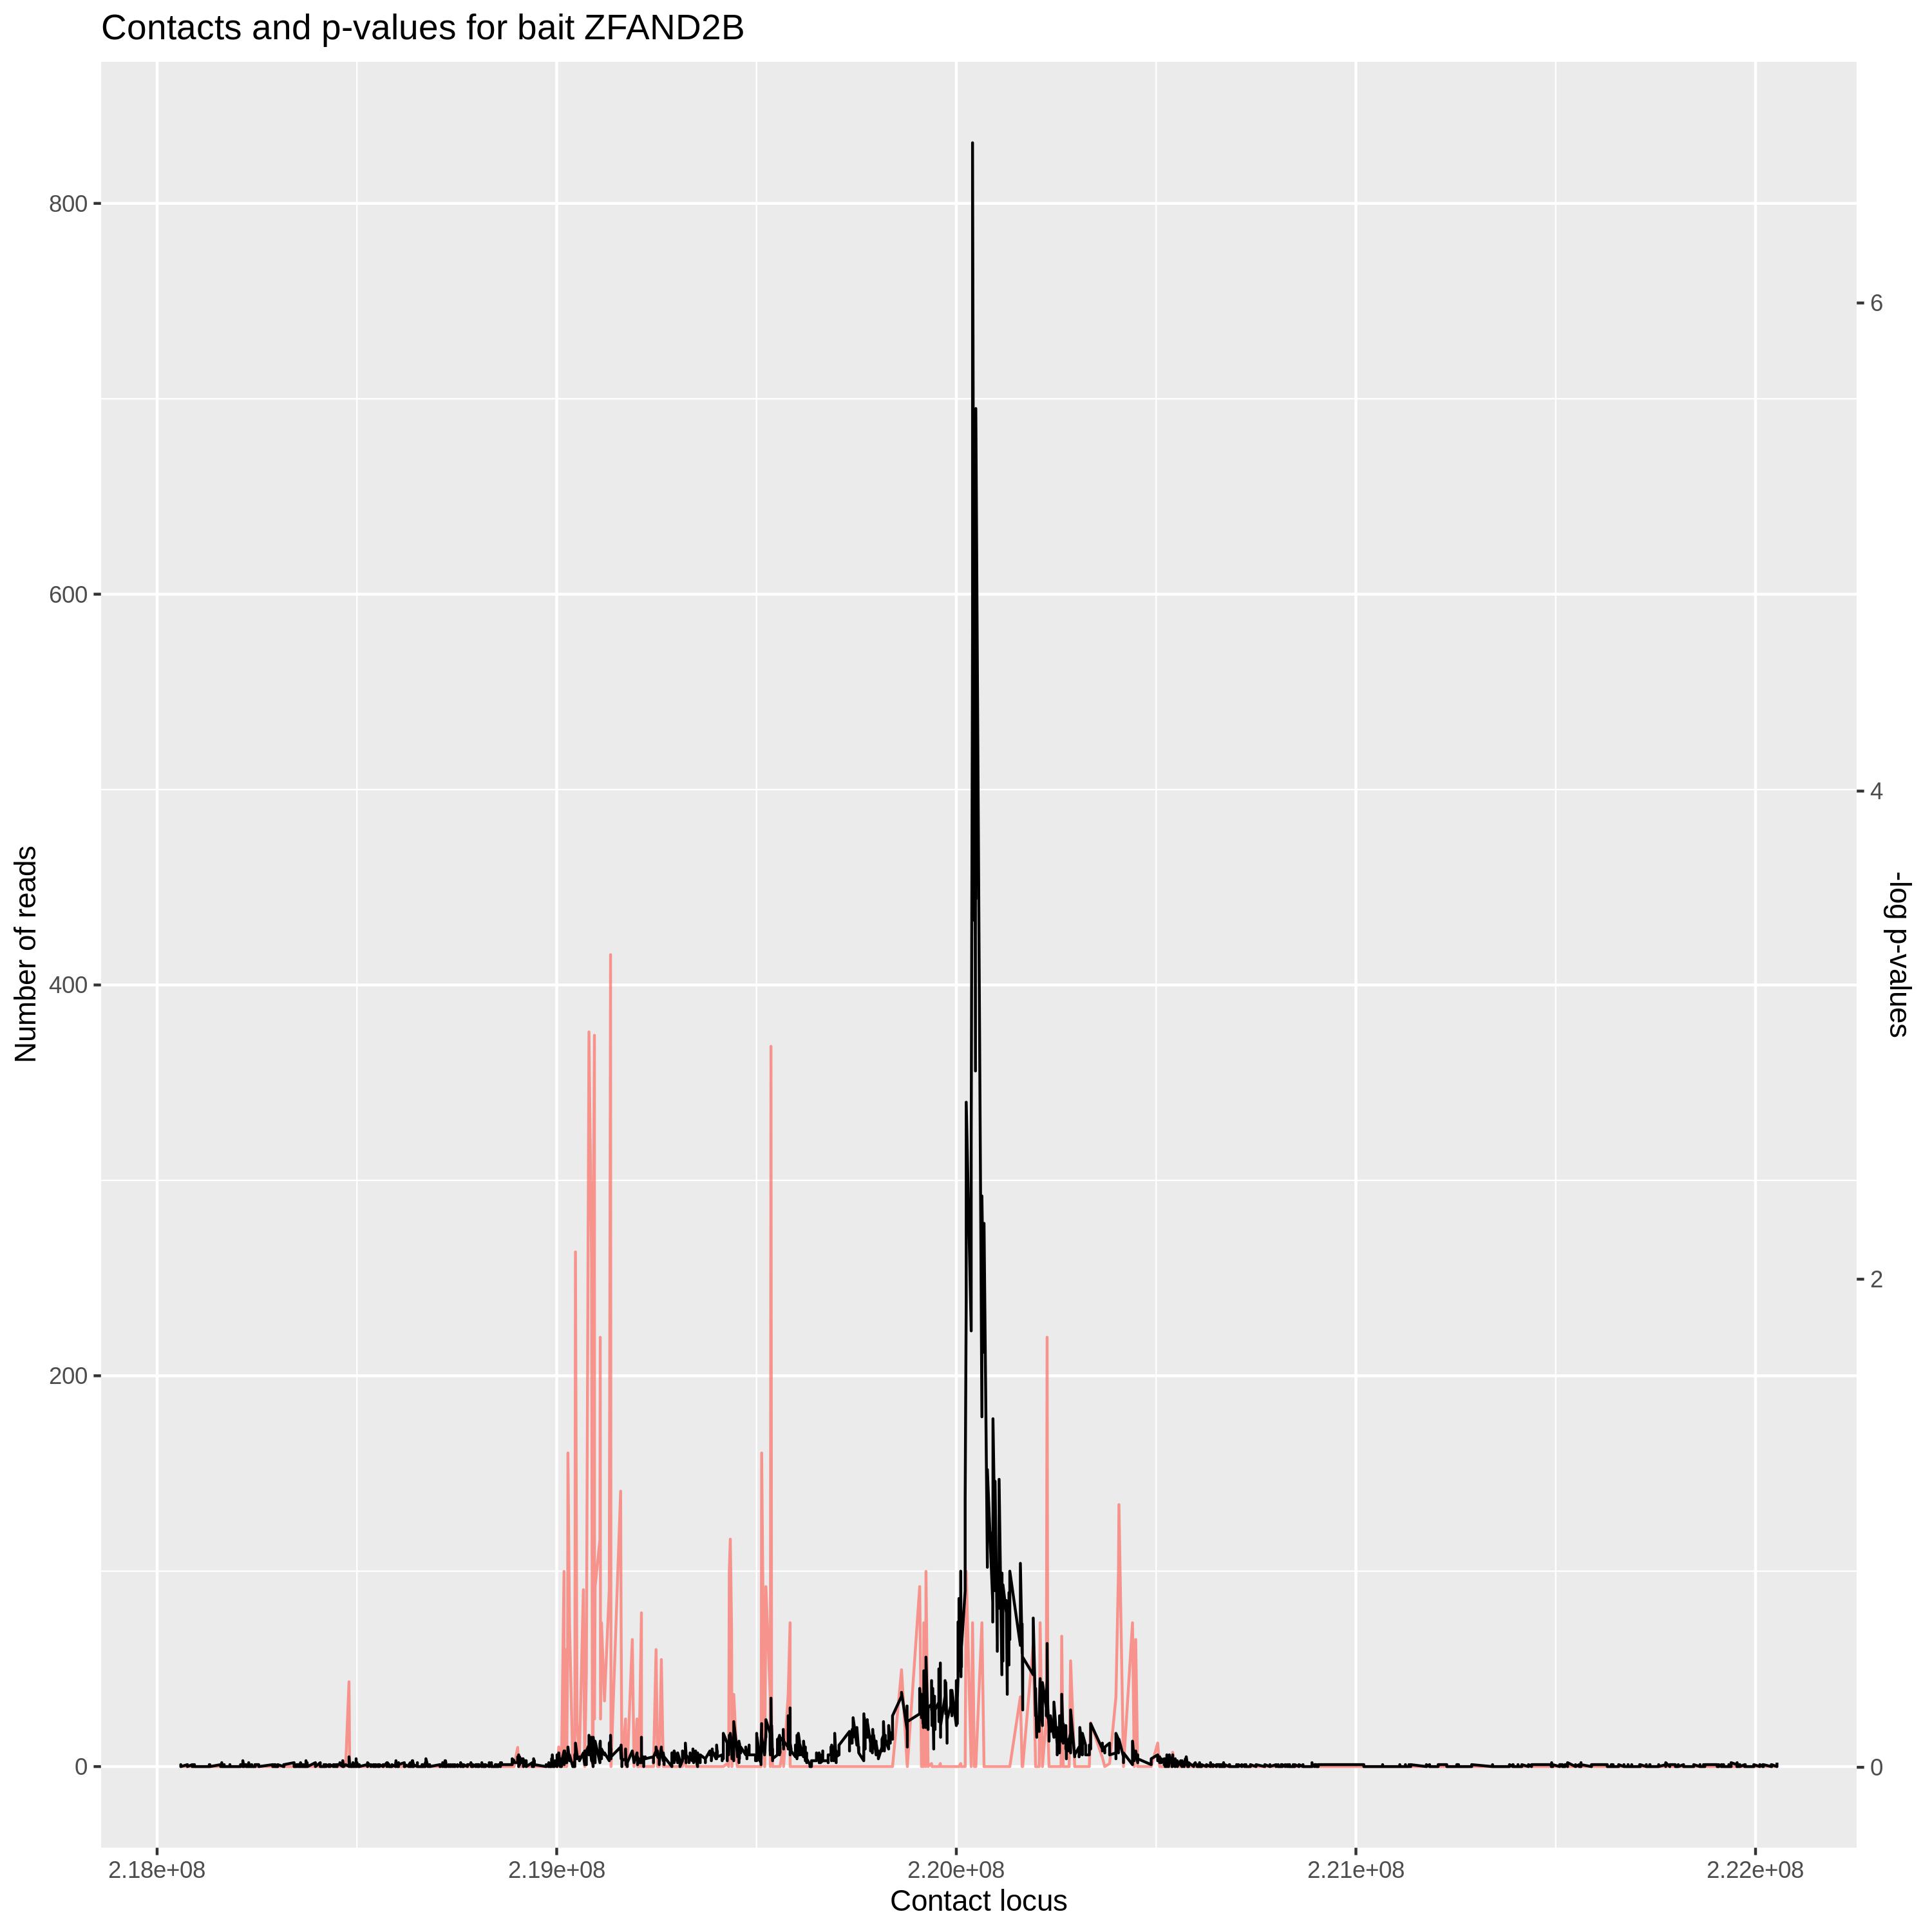 Contacts and p-values for bait ZFAND2B
800
600
400
200
0
Number of reads
6
4
2
0
-log p-values
2.18e+08
2.19e+08
2.20e+08
2.21e+08
2.22e+08
Contact locus